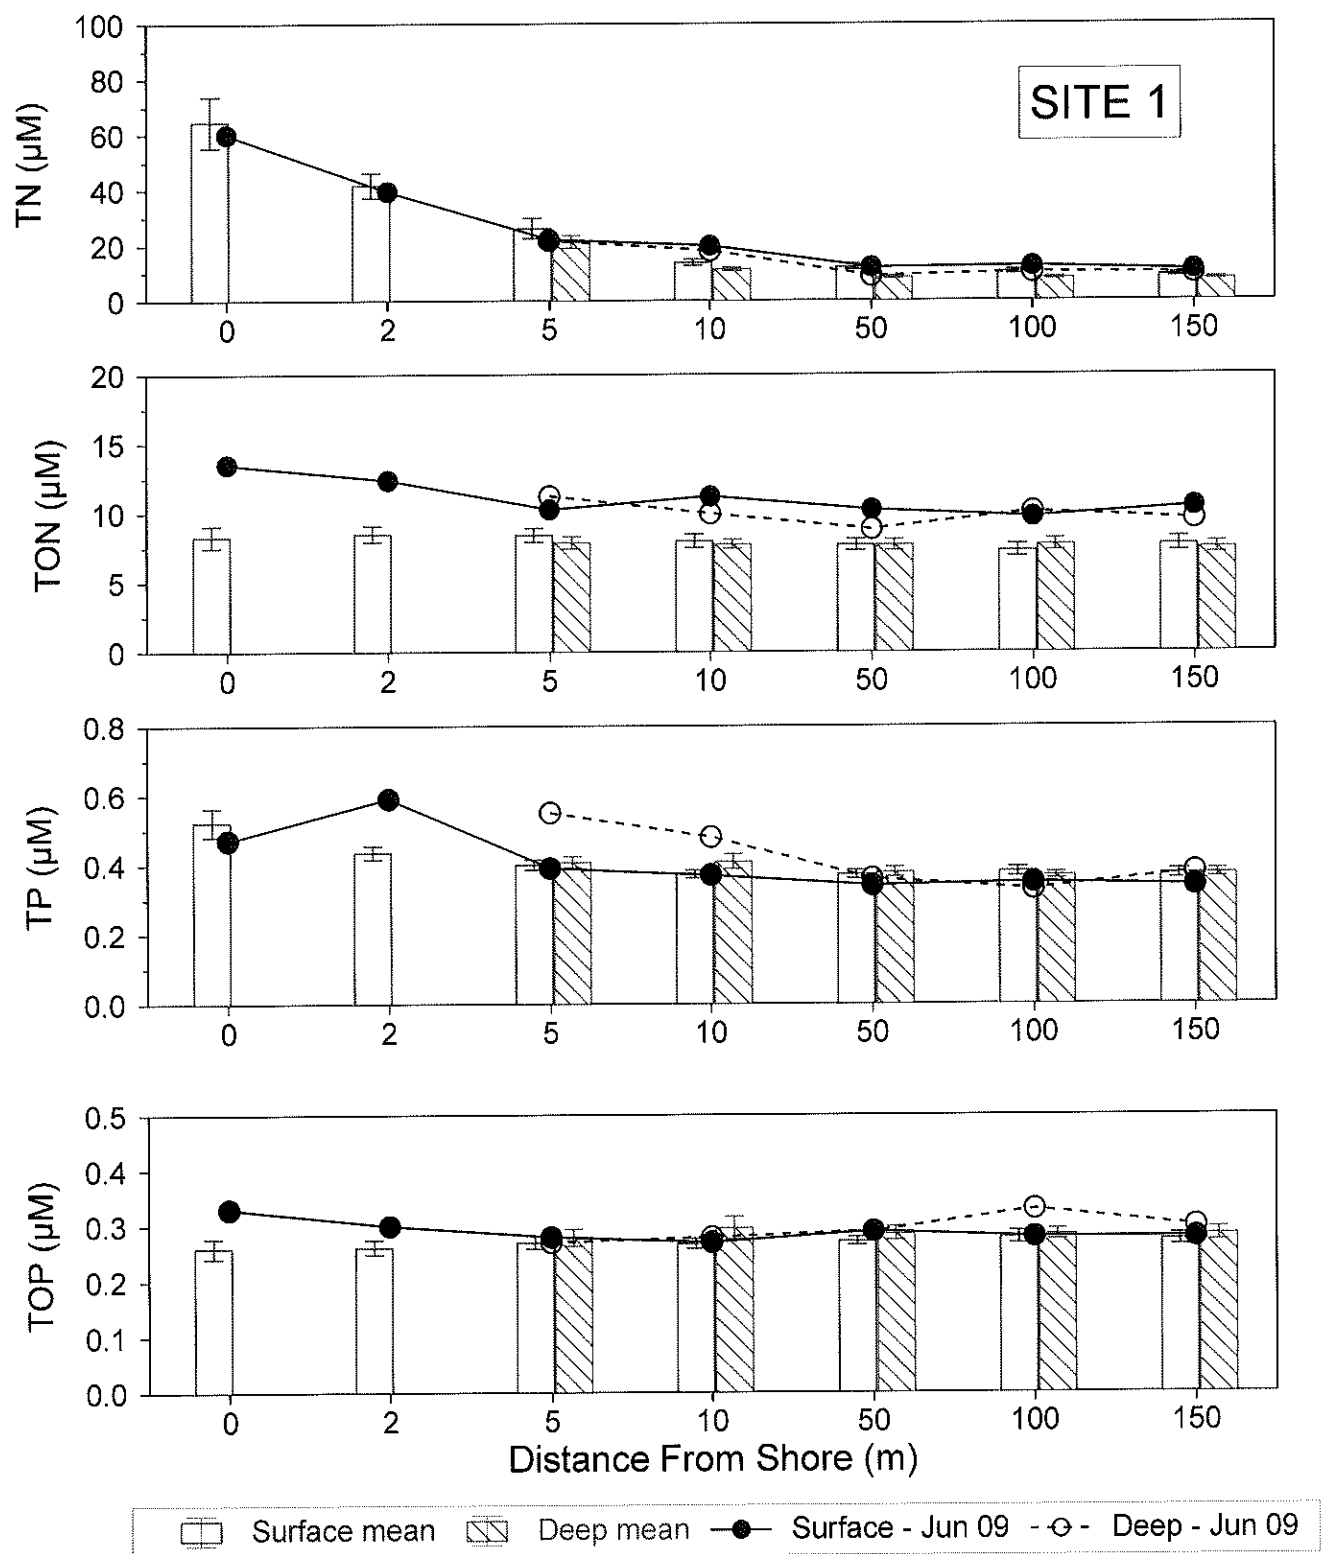 SITE 1
TN (µM)
100
80
60
40
20
0
0 2 5 10 50 100 150
TON (µM)
20
15
10
5
0
0 2 5 10 50 100 150
TP (µM)
0.8
0.6
0.4
0.2
0.0
0 2 5 10 50 100 150
TOP (µM)
0.5
0.4
0.3
0.2
0.1
0.0
0 2 5 10 50 100 150
Distance From Shore (m)
Surface mean Deep mean Surface - Jun 09 Deep - Jun 09